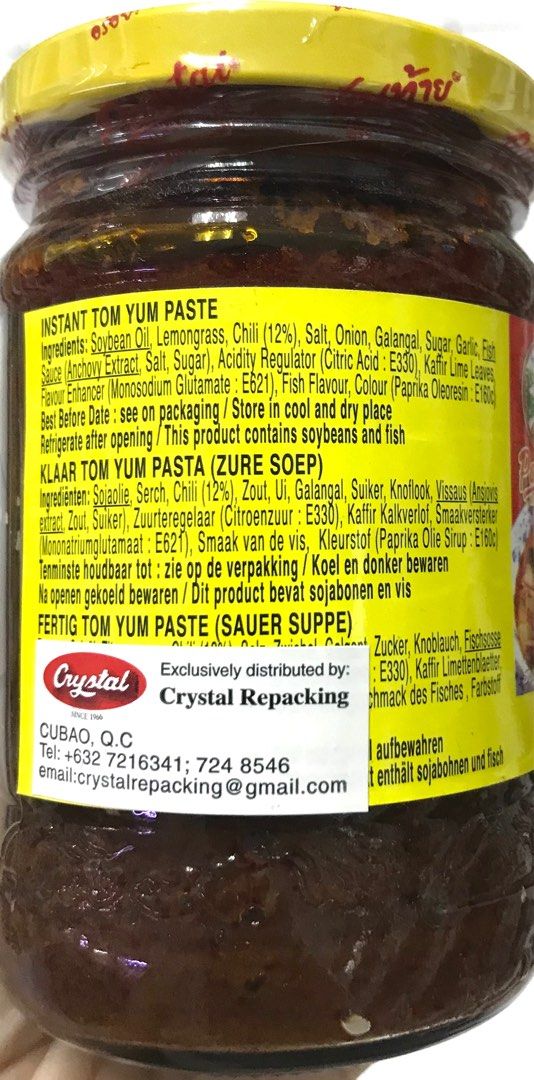 ท้าย
INSTANT TOM YUM PASTE
Ingredients: Soybean Oil, Lemongrass, Chili (12%), Salt, Onion, Galangal, Sugar, Garlic, Fish
Sauce (Anchovy Extract, Salt, Sugar), Acidity Regulator (Citric Acid : E330), Kaffir Lime Leaves,
Flavour Enhancer (Monosodium Glutamate : E621), Fish Flavour, Colour (Paprika Oleoresin : E160c)
Best Before Date : see on packaging / Store in cool and dry place
Refrigerate after opening / This product contains soybeans and fish
KLAAR TOM YUM PASTA (ZURE SOEP)
Ingrediënten: Sojaolie, Serch, Chili (12%), Zout, Ui, Galangal, Suiker, Knoflook, Vissaus (Ansjovis
extract, Zout, Suiker), Zuurteregelaar (Citroenzuur : E330), Kaffir Kalkverlof, Smaakversterker
(Mononatriumglutamaat : E621), Smaak van de vis, Kleurstof (Paprika Olie Sirup : E160c)
Tenminste houdbaar tot : zie op de verpakking / Koel en donker bewaren
Na openen gekoeld bewaren / Dit product bevat sojabonen en vis
FERTIG TOM YUM PASTE (SAUER SUPPE)
Zucker, Knoblauch, Fischsosse
: E330), Kaffir Limettenblaetter,
chmack des Fisches, Farbstoff
aufbewahren
enthält sojabohnen und fisch
Crystal
SINCE 1966
Exclusively distributed by:
Crystal Repacking
CUBAO, Q.C
Tel: +632 7216341; 724 8546
email:crystalrepacking@gmail.com